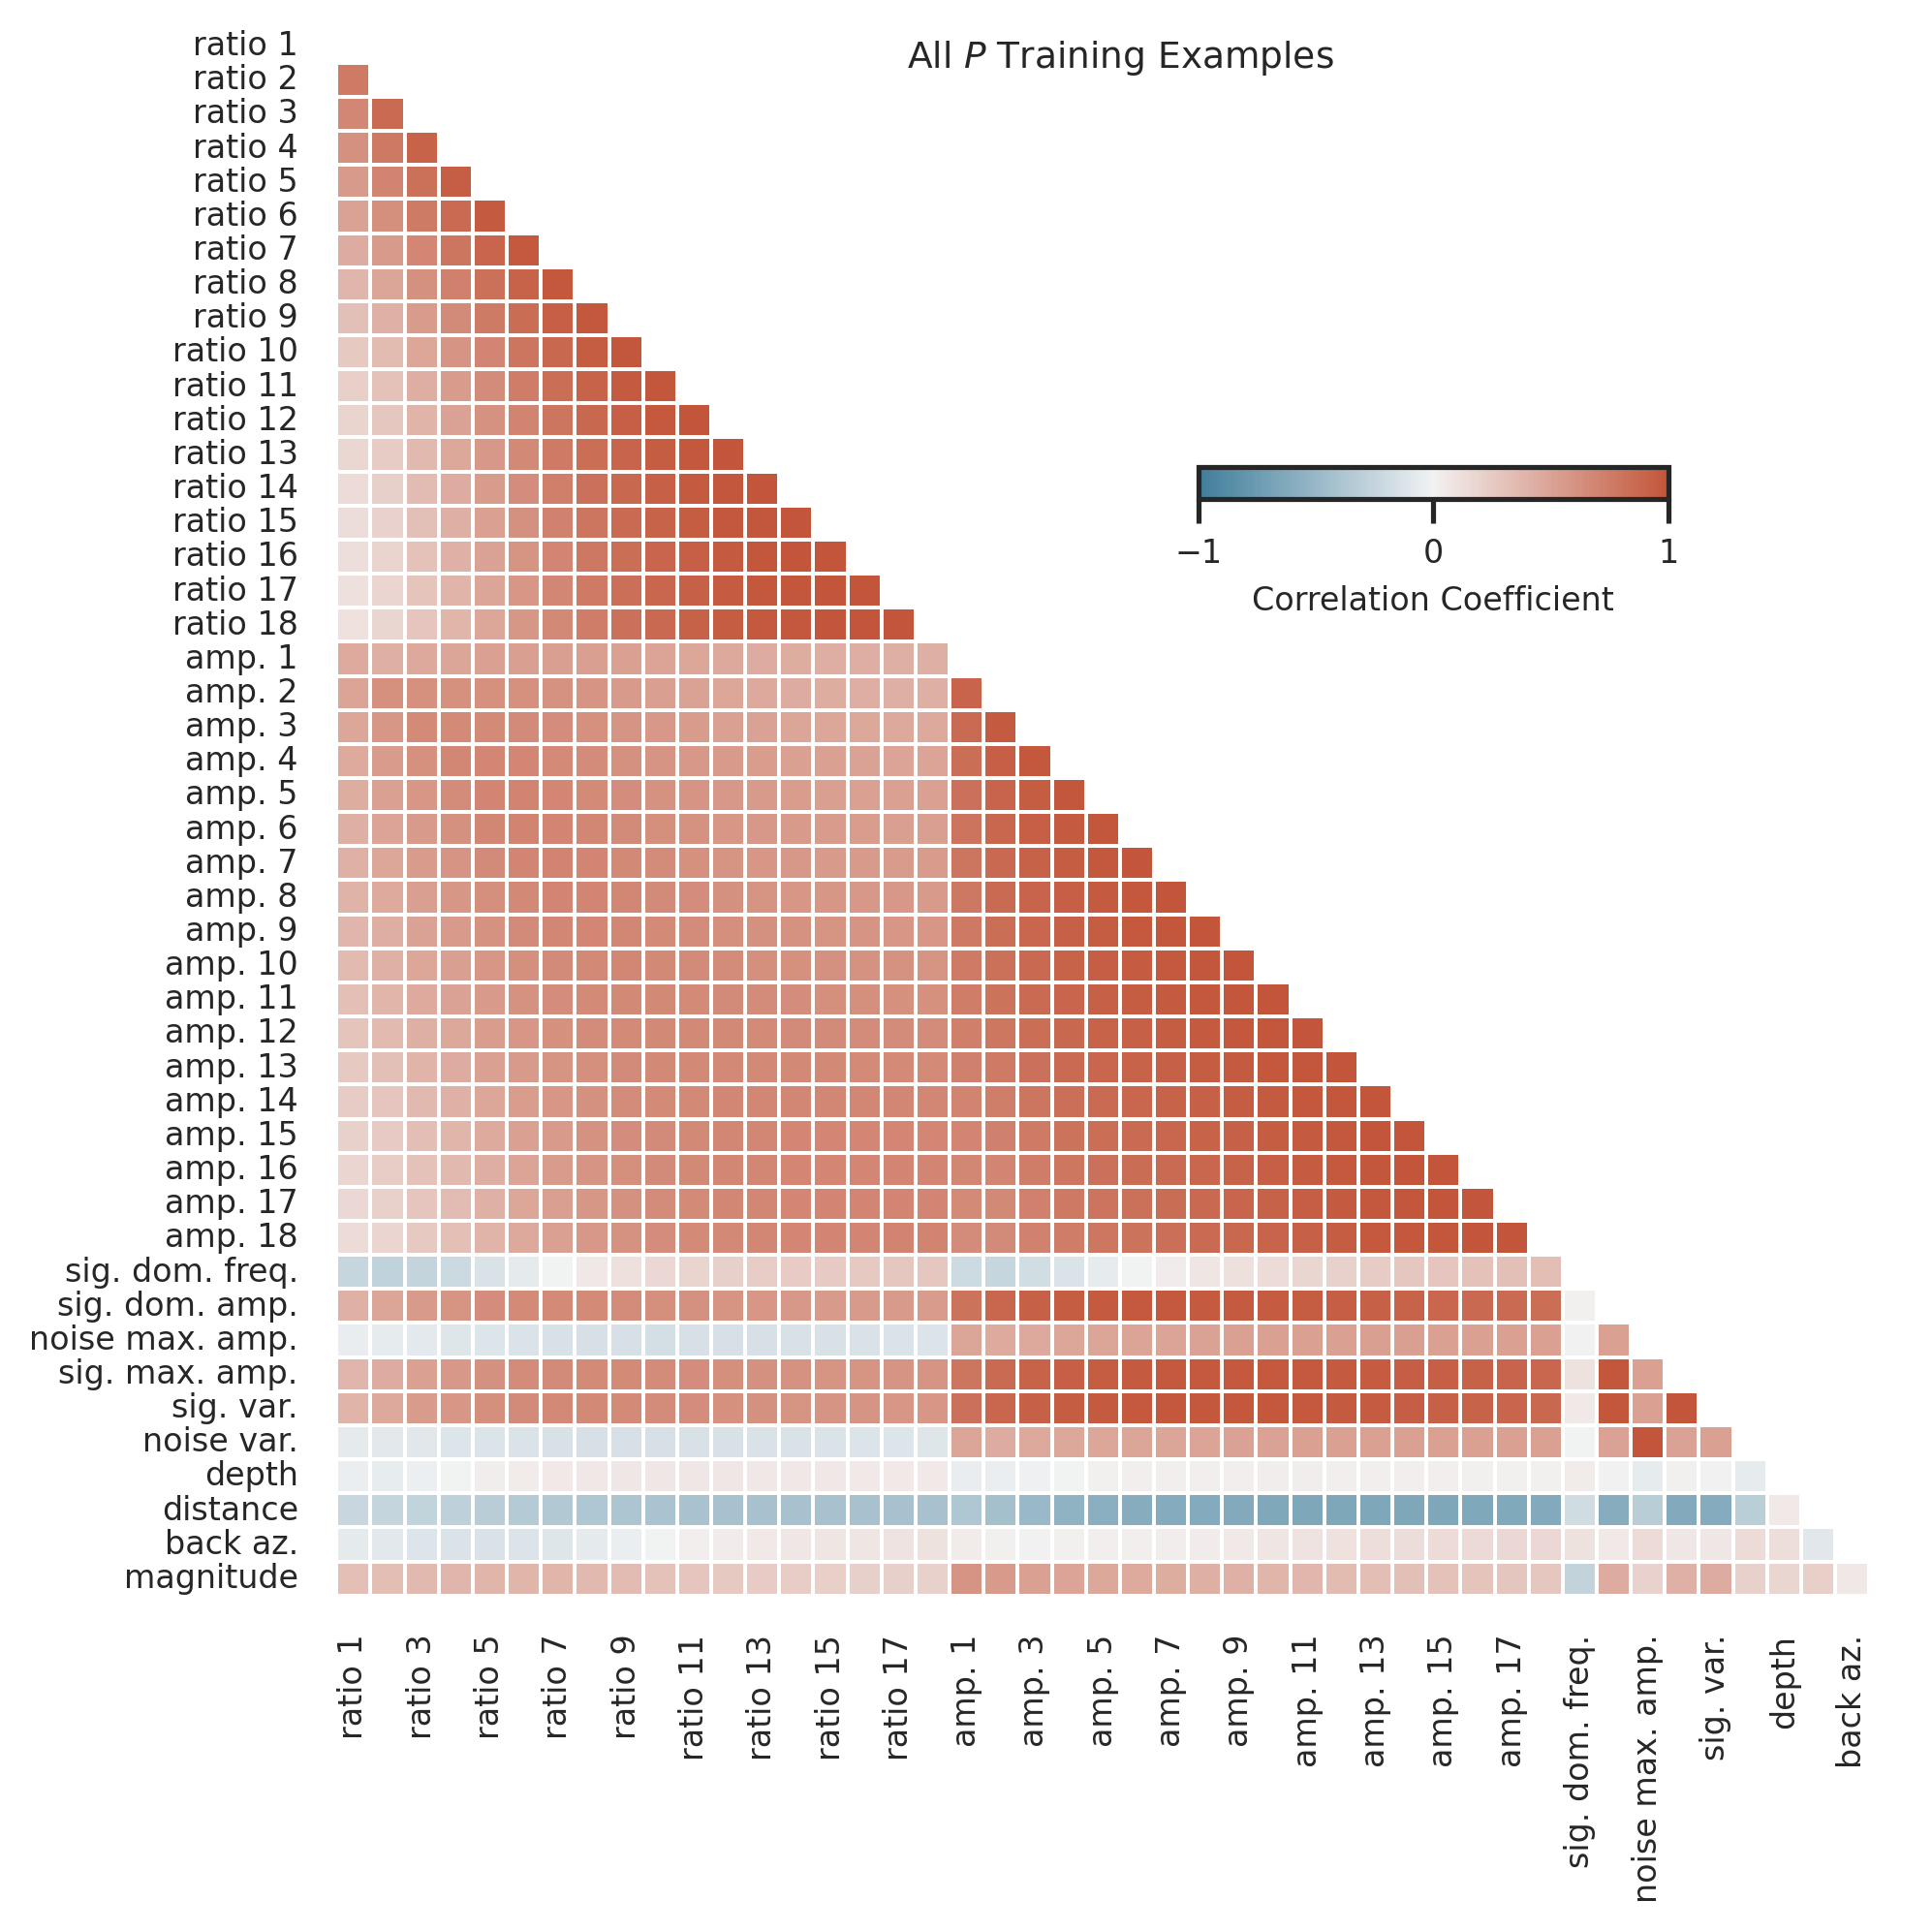 All P Training Examples
ratio 1
ratio 2
ratio 3
ratio 4
ratio 5
ratio 6
ratio 7
ratio 8
ratio 9
ratio 10
ratio 11
ratio 12
ratio 13
ratio 14
ratio 15
ratio 16
ratio 17
ratio 18
amp. 1
amp. 2
amp. 3
amp. 4
amp. 5
amp. 6
amp. 7
amp. 8
amp. 9
amp. 10
amp. 11
amp. 12
amp. 13
amp. 14
amp. 15
amp. 16
amp. 17
amp. 18
sig. dom. freq.
sig. dom. amp.
noise max. amp.
sig. max. amp.
sig. var.
noise var.
depth
distance
back az.
magnitude
−1 0 1
Correlation Coefficient
ratio 1
ratio 3
ratio 5
ratio 7
ratio 9
ratio 11
ratio 13
ratio 15
ratio 17
amp. 1
amp. 3
amp. 5
amp. 7
amp. 9
amp. 11
amp. 13
amp. 15
amp. 17
sig. dom. freq.
noise max. amp.
sig. var.
depth
back az.